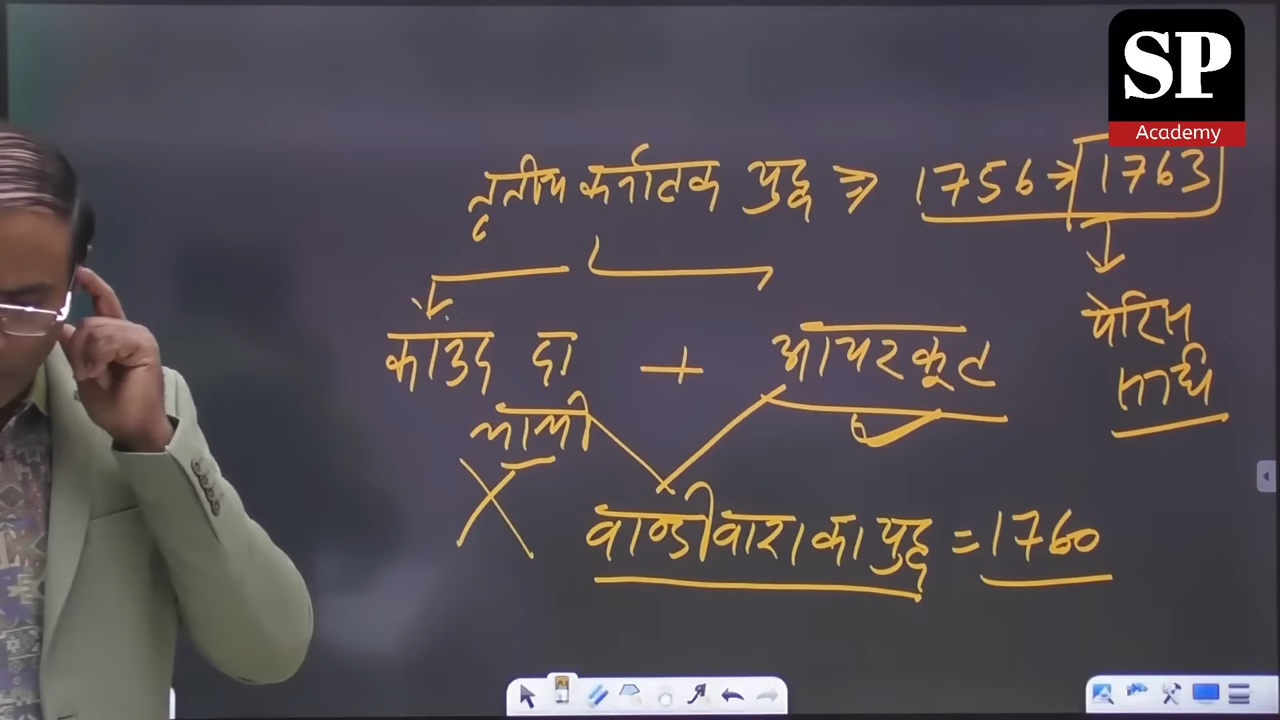 SP
Academy
तृतीय कर्नाटक युद्ध ⇒ 1756 ⇒ 1763
काउंट दा + आयरकूट
लाली
पेरिस
संधि
वाण्डीवाश का युद्ध = 1760